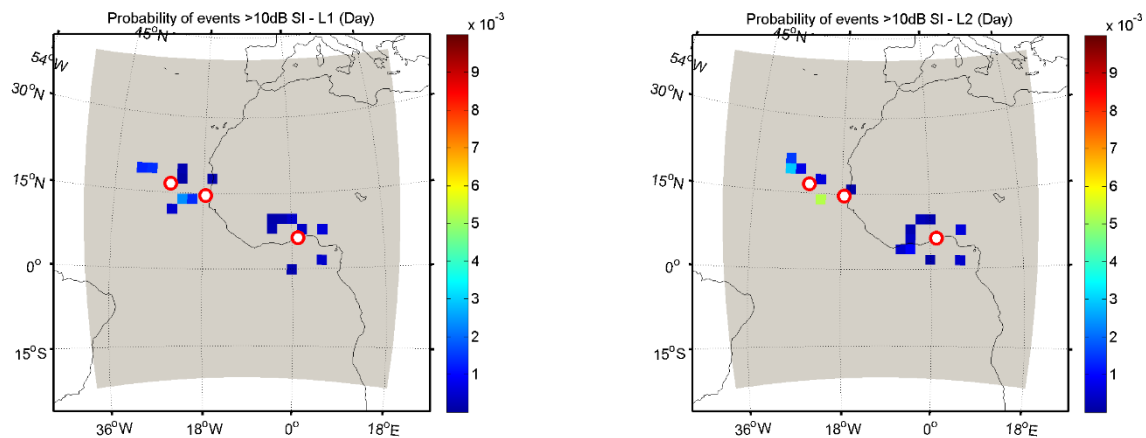 Probability of events >10dB SI - L1 (Day)
x 10⁻³
45°N
54°W
30°N
15°N
0°
15°S
36°W 18°W 0° 18°E
9
8
7
6
5
4
3
2
1
Probability of events >10dB SI - L2 (Day)
x 10⁻³
45°N
54°W
30°N
15°N
0°
15°S
36°W 18°W 0° 18°E
9
8
7
6
5
4
3
2
1